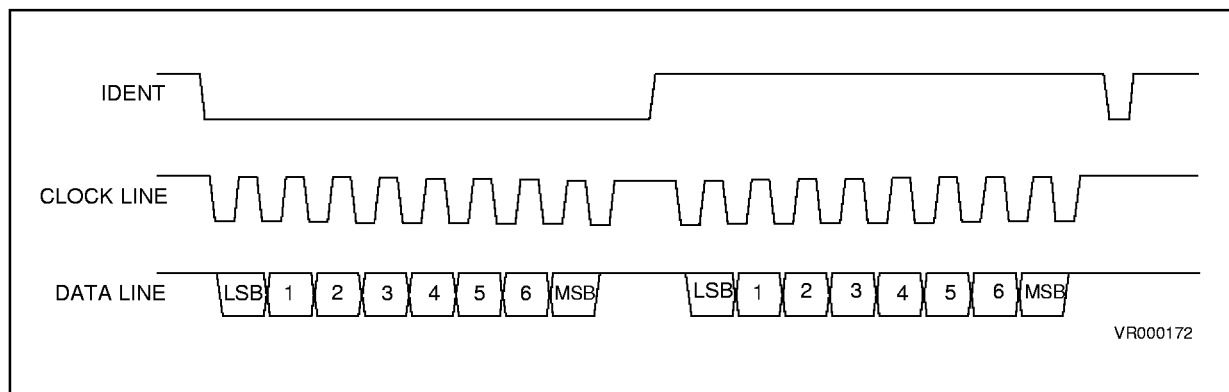 IDENT
CLOCK LINE
DATA LINE LSB 1 2 3 4 5 6 MSB LSB 1 2 3 4 5 6 MSB
VR000172